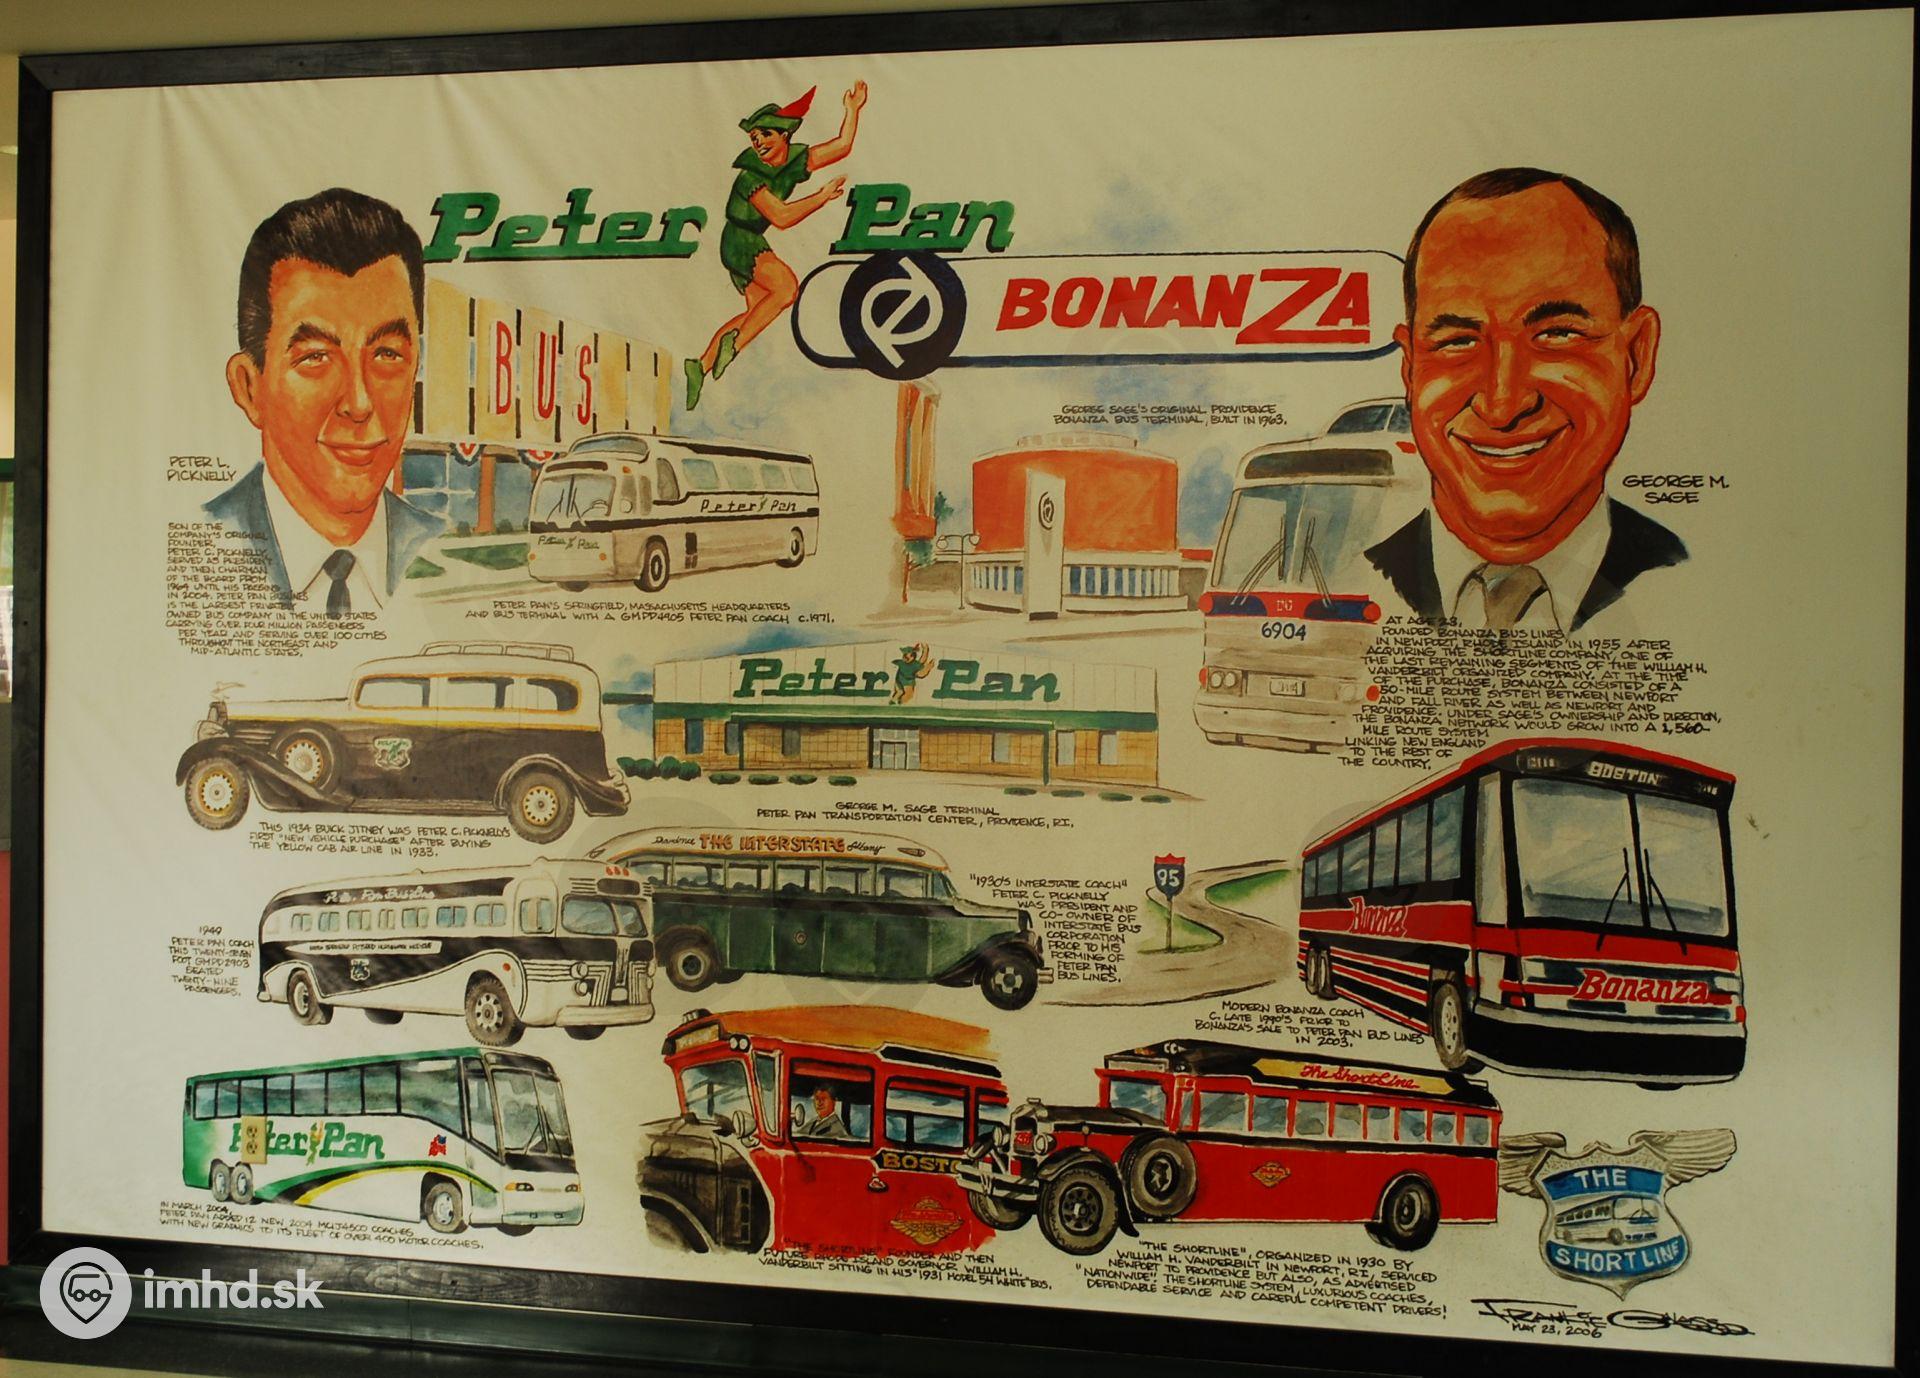 Peter Pan
BONANZA
BUS
PETER L.
PICKNELLY
SON OF THE
COMPANY'S ORIGINAL
FOUNDER,
PETER C. PICKNELLY,
SERVED AS PRESIDENT
AND THEN CHAIRMAN
OF THE BOARD FROM
1964 UNTIL HIS PASSING
IN 2004. PETER PAN BUS LINES
IS THE LARGEST PRIVATELY
OWNED BUS COMPANY IN THE UNITED STATES
CARRYING OVER FOUR MILLION PASSENGERS
PER YEAR AND SERVING OVER 100 CITIES
THROUGHOUT THE NORTHEAST AND
MID-ATLANTIC STATES.
Peter Pan
Peter Pan
PETER PAN'S SPRINGFIELD, MASSACHUSETTS HEADQUARTERS
AND BUS TERMINAL WITH A GM PD4905 PETER PAN COACH C.1971.
GEORGE SAGE'S ORIGINAL PROVIDENCE
BONANZA BUS TERMINAL, BUILT IN 1963.
6904
GEORGE M.
SAGE
AT AGE 23,
FOUNDED BONANZA BUS LINES
IN NEWPORT, RHODE ISLAND IN 1955 AFTER
ACQUIRING THE SHORTLINE COMPANY, ONE OF
THE LAST REMAINING SEGMENTS OF THE WILLIAM H.
VANDERBILT ORGANIZED COMPANY. AT THE TIME
OF THE PURCHASE, BONANZA CONSISTED OF A
50-MILE ROUTE SYSTEM BETWEEN NEWPORT
AND FALL RIVER AS WELL AS NEWPORT AND
PROVIDENCE. UNDER SAGE'S OWNERSHIP AND DIRECTION,
THE BONANZA NETWORK WOULD GROW INTO A 1,560-
MILE ROUTE SYSTEM
LINKING NEW ENGLAND
TO THE REST OF
THE COUNTRY.
Peter Pan
GEORGE M. SAGE TERMINAL
PETER PAN TRANSPORTATION CENTER, PROVIDENCE, R.I.
THIS 1934 BUICK JITNEY WAS PETER C. PICKNELLY'S
FIRST "NEW VEHICLE PURCHASE" AFTER BUYING
THE YELLOW CAB AIR LINE IN 1933.
THE INTERSTATE Albany
"1930'S INTERSTATE COACH"
PETER C. PICKNELLY
WAS PRESIDENT AND
CO-OWNER OF
INTERSTATE BUS
CORPORATION
PRIOR TO HIS
FORMING OF
PETER PAN
BUS LINES.
95
1949
PETER PAN COACH
THIS TWENTY-SEVEN
FOOT GM PD2903
SEATED
TWENTY-NINE
PASSENGERS.
BOSTON
Bonanza
Bonanza
MODERN BONANZA COACH
C. LATE 1990'S PRIOR TO
BONANZA'S SALE TO PETER PAN BUS LINES
IN 2003.
Peter Pan
IN MARCH 2004,
PETER PAN ADDED 12 NEW 2004 MCI J4500 COACHES
WITH NEW GRAPHICS TO ITS FLEET OF OVER 400 MOTOR COACHES.
BOSTO
"THE SHORTLINE" FOUNDER AND THEN
FUTURE RHODE ISLAND GOVERNOR WILLIAM H.
VANDERBILT SITTING IN HIS "1931 MODEL 54 WHITE" BUS.
The Short Line
"THE SHORTLINE", ORGANIZED IN 1930 BY
WILLIAM H. VANDERBILT IN NEWPORT, R.I., SERVICED
NEWPORT TO PROVIDENCE BUT ALSO, AS ADVERTISED
"NATIONWIDE". THE SHORTLINE SYSTEM, LUXURIOUS COACHES,
DEPENDABLE SERVICE AND CAREFUL COMPETENT DRIVERS!
THE
SHORT LINE
MAY 23, 2006
imhd.sk